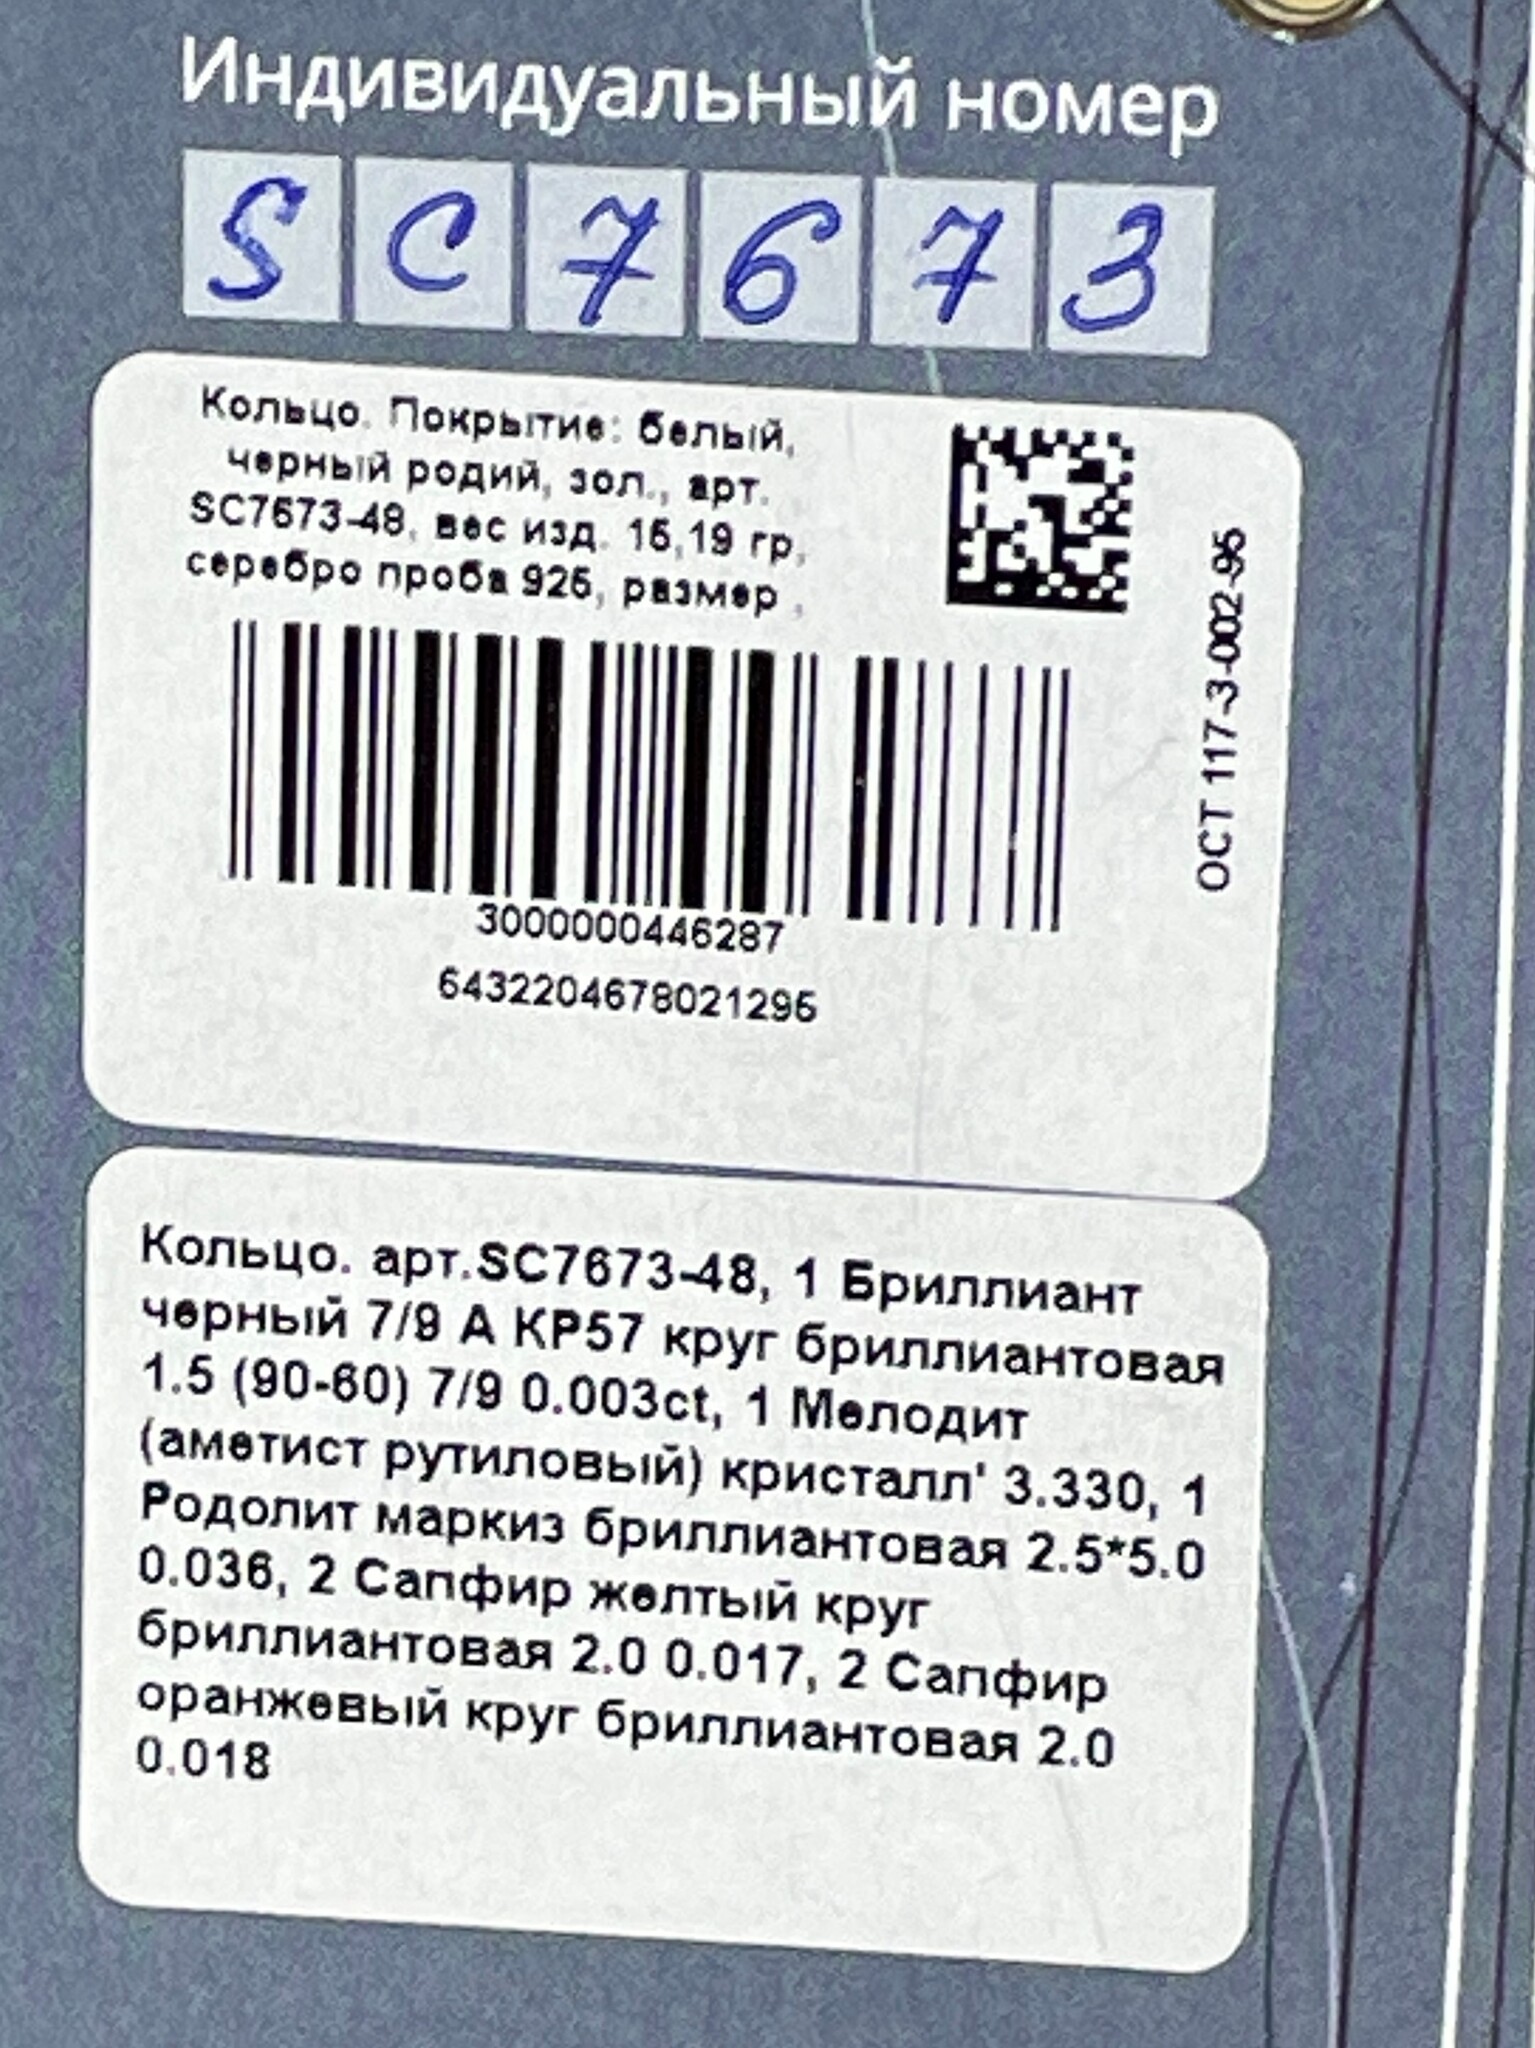 Индивидуальный номер
SC7673
Кольцо. Покрытие: белый,
черный родий, зол., арт.
SC7673-48, вес изд. 15,19 гр,
серебро проба 925, размер ,
ОСТ 117-3-002-95
3000000446287
6432204678021295
Кольцо. арт.SC7673-48, 1 Бриллиант
черный 7/9 А КР57 круг бриллиантовая
1.5 (90-60) 7/9 0.003ct, 1 Мелодит
(аметист рутиловый) кристалл' 3.330, 1
Родолит маркиз бриллиантовая 2.5*5.0
0.036, 2 Сапфир желтый круг
бриллиантовая 2.0 0.017, 2 Сапфир
оранжевый круг бриллиантовая 2.0
0.018